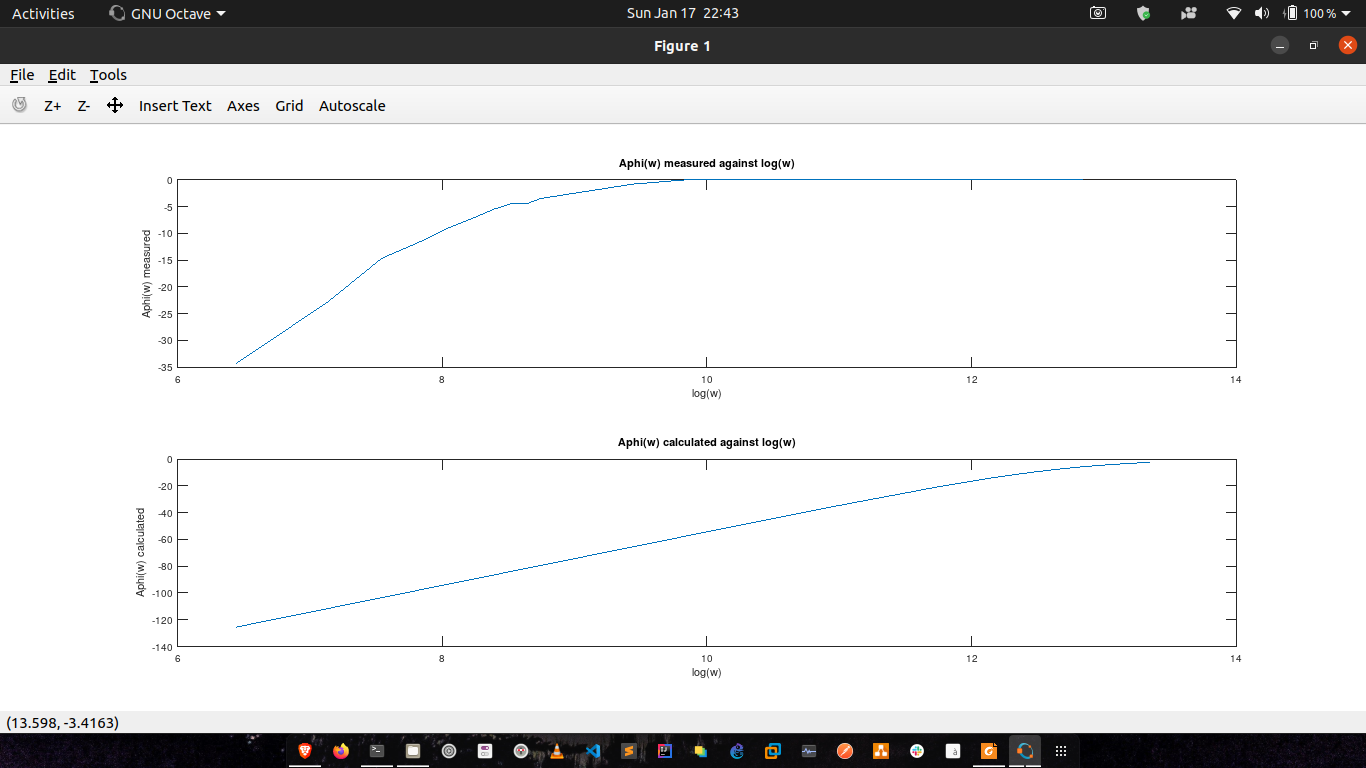 Activities GNU Octave Sun Jan 17 22:43 100 %
Figure 1
File Edit Tools
Z+ Z- Insert Text Axes Grid Autoscale
Aphi(w) measured against log(w)
0
-5
-10
-15
-20
-25
-30
-35
Aphi(w) measured
6 8 10 12 14
log(w)
Aphi(w) calculated against log(w)
0
-20
-40
-60
-80
-100
-120
-140
Aphi(w) calculated
6 8 10 12 14
log(w)
(13.598, -3.4163)